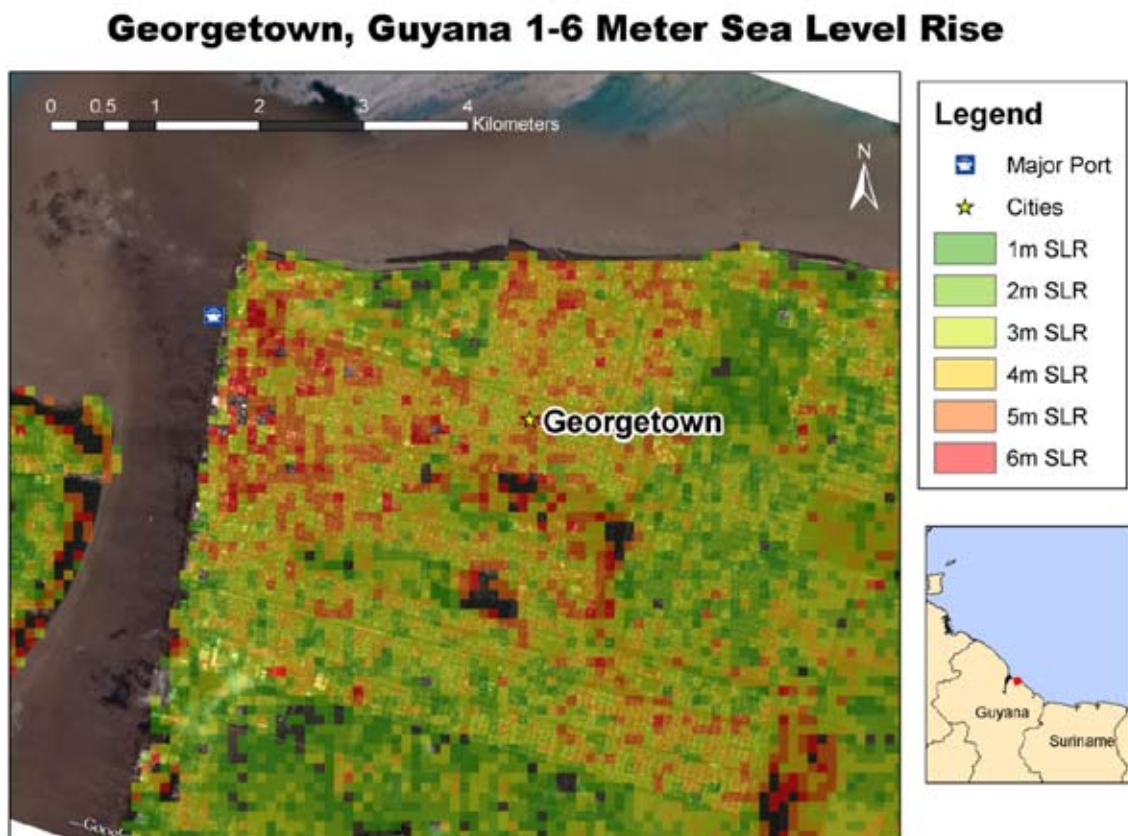 Georgetown, Guyana 1-6 Meter Sea Level Rise
0 0.5 1 2 3 4
Kilometers
N
Georgetown
Legend
Major Port
Cities
1m SLR
2m SLR
3m SLR
4m SLR
5m SLR
6m SLR
Guyana
Suriname